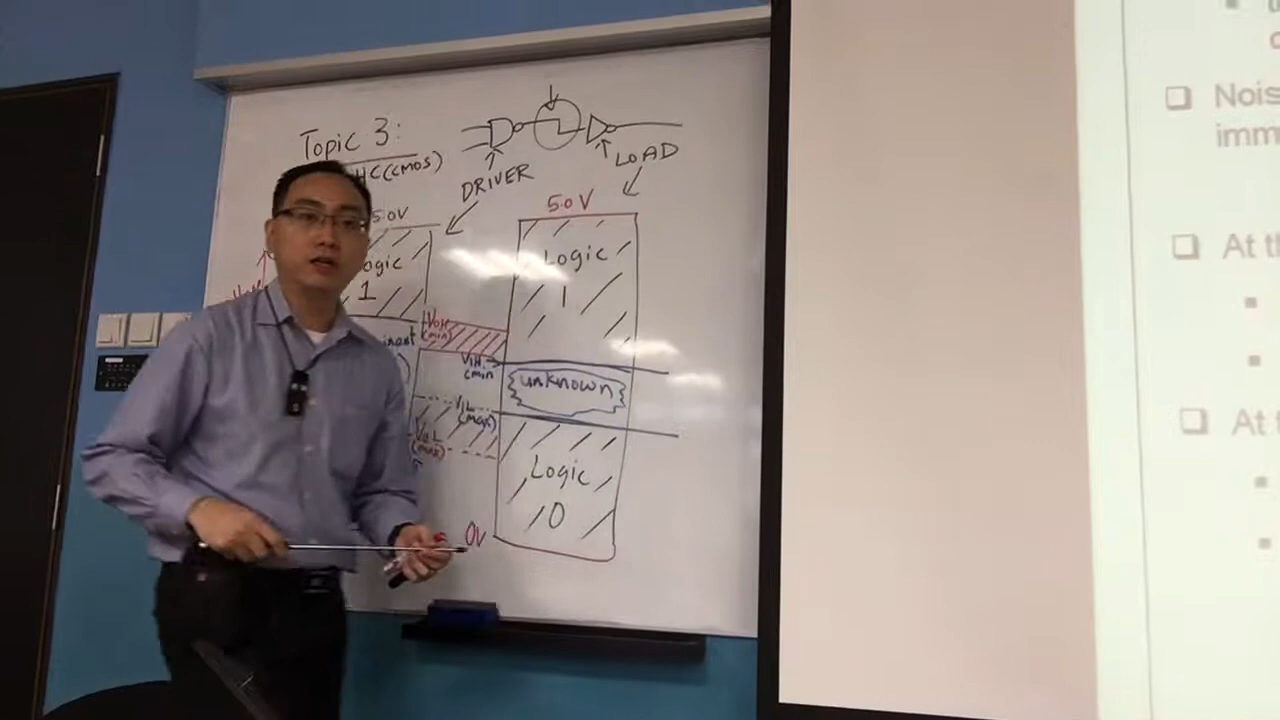 Topic 3:
HC(CMOS)
DRIVER
LOAD
5.0V
5.0V
Logic
1
Logic
1
VOH
(min)
VIH
(min
unknown
VIL
(max)
VOL
(max)
Logic
0
0V
Nois
imm
At th
At